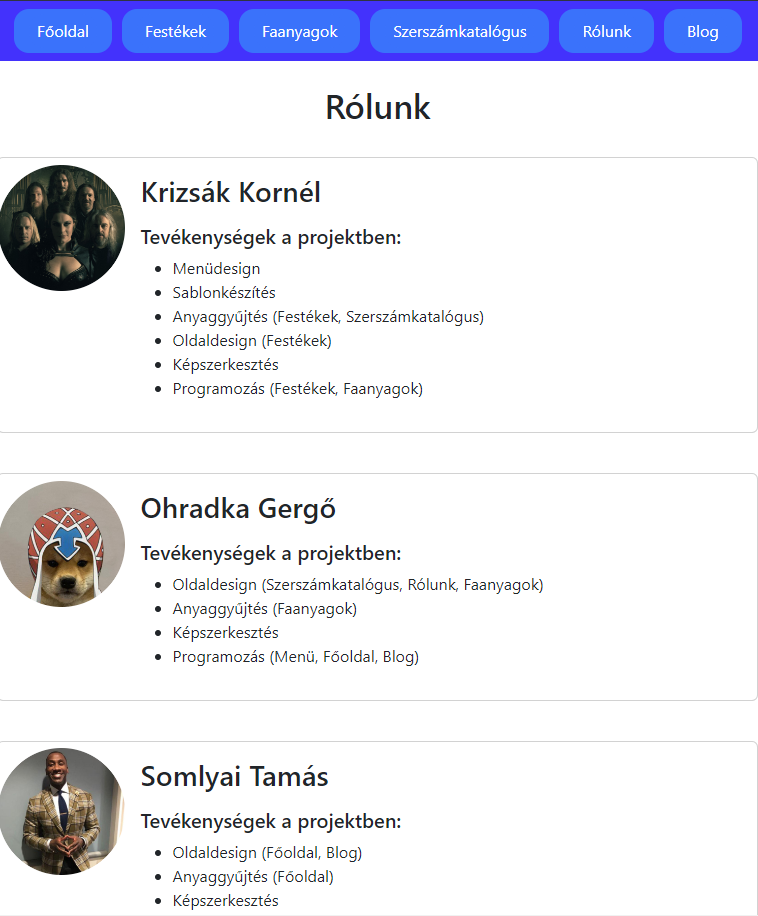 Főoldal Festékek Faanyagok Szerszámkatalógus Rólunk Blog
Rólunk
Krizsák Kornél
Tevékenységek a projektben:
Menüdesign
Sablonkészítés
Anyaggyűjtés (Festékek, Szerszámkatalógus)
Oldaldesign (Festékek)
Képszerkesztés
Programozás (Festékek, Faanyagok)
Ohradka Gergő
Tevékenységek a projektben:
Oldaldesign (Szerszámkatalógus, Rólunk, Faanyagok)
Anyaggyűjtés (Faanyagok)
Képszerkesztés
Programozás (Menü, Főoldal, Blog)
Somlyai Tamás
Tevékenységek a projektben:
Oldaldesign (Főoldal, Blog)
Anyaggyűjtés (Főoldal)
Képszerkesztés